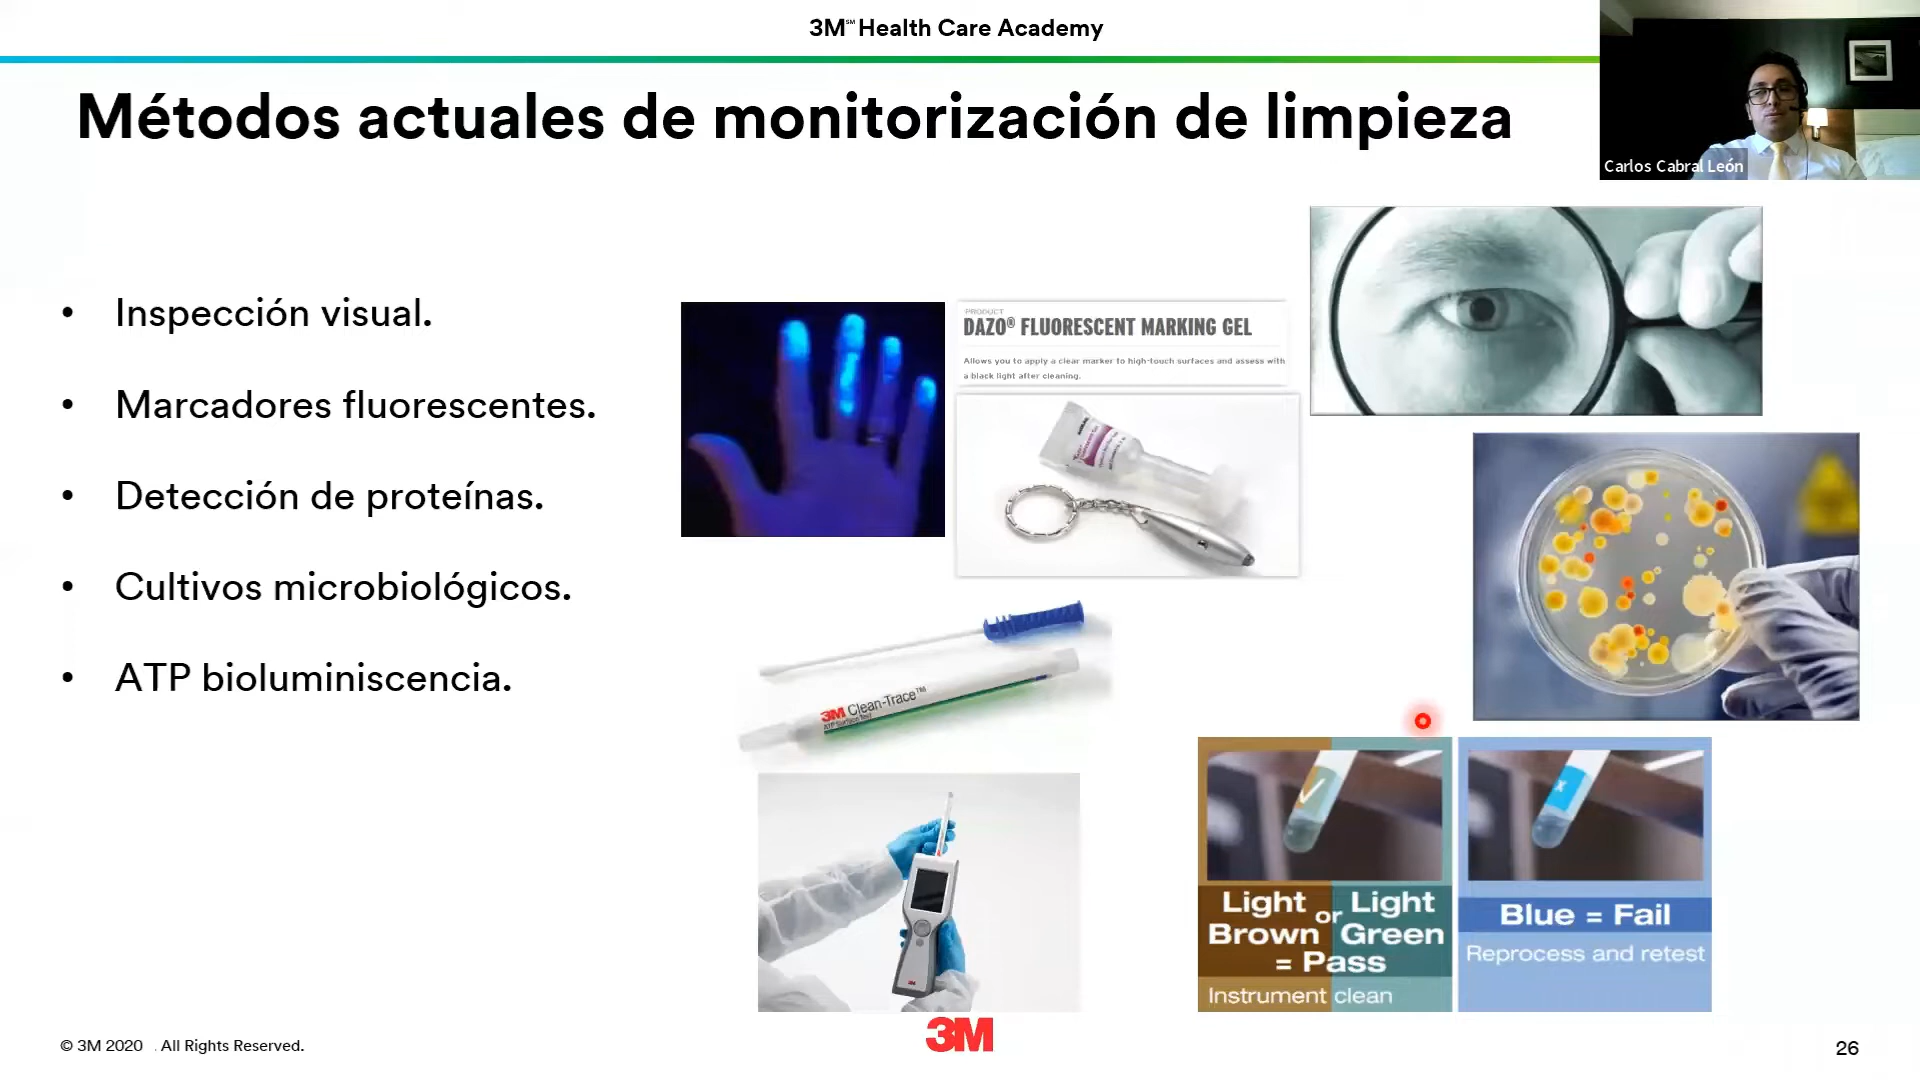 3M℠ Health Care Academy
Métodos actuales de monitorización de limpieza
Carlos Cabral León
• Inspección visual.
• Marcadores fluorescentes.
• Detección de proteínas.
• Cultivos microbiológicos.
• ATP bioluminiscencia.
PRODUCT
DAZO® FLUORESCENT MARKING GEL
Allows you to apply a clear marker to high-touch surfaces and assess with
a black light after cleaning.
3M Clean-Trace™
ATP Surface Test
Light Brown or Light Green
= Pass
Instrument clean
x
Blue = Fail
Reprocess and retest
3M
© 3M 2020 . All Rights Reserved.
3M
26